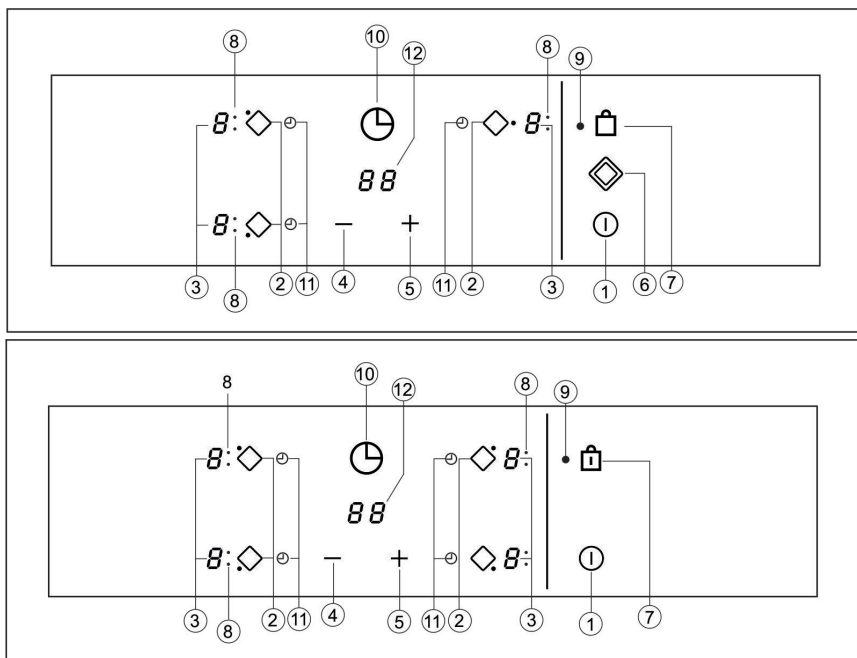 ⑧ ⑩ ⑫ ⑧ ⑨
8: 8:
88
8: − +
③ ⑧ ② ⑪ ④ ⑤ ⑪ ② ③ ① ⑥ ⑦
8 ⑩ ⑫ ⑧ ⑨
8: 8:
88
8: − + 8:
③ ⑧ ② ⑪ ④ ⑤ ⑪ ② ③ ① ⑦